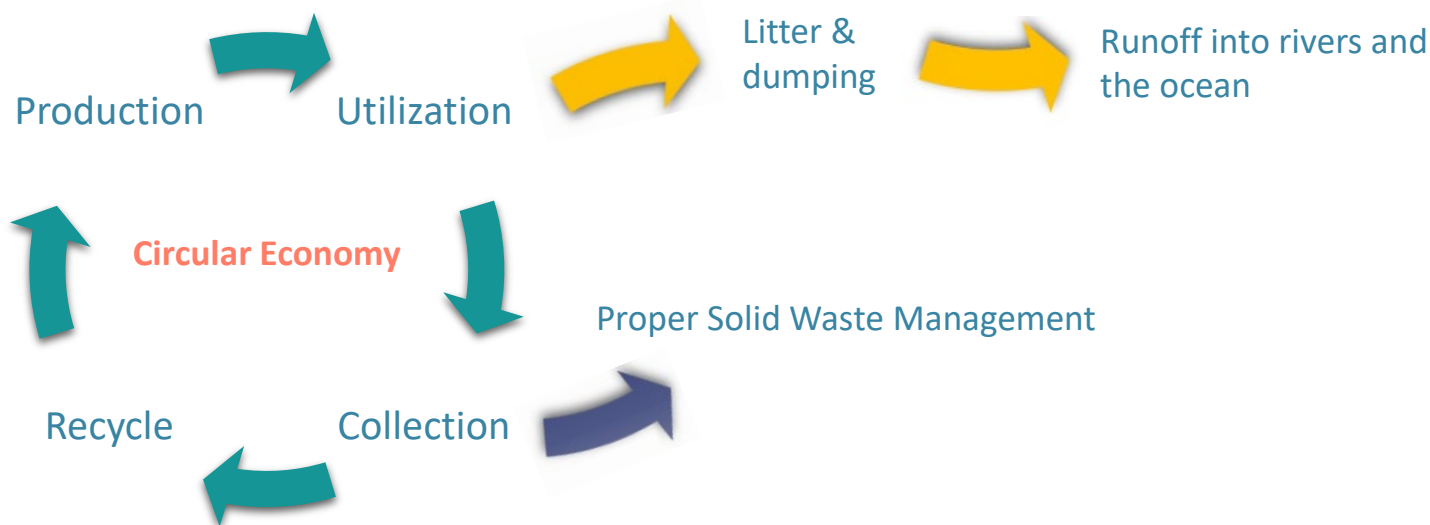 Litter &
dumping
Runoff into rivers and
the ocean
Production
Utilization
Circular Economy
Proper Solid Waste Management
Recycle
Collection